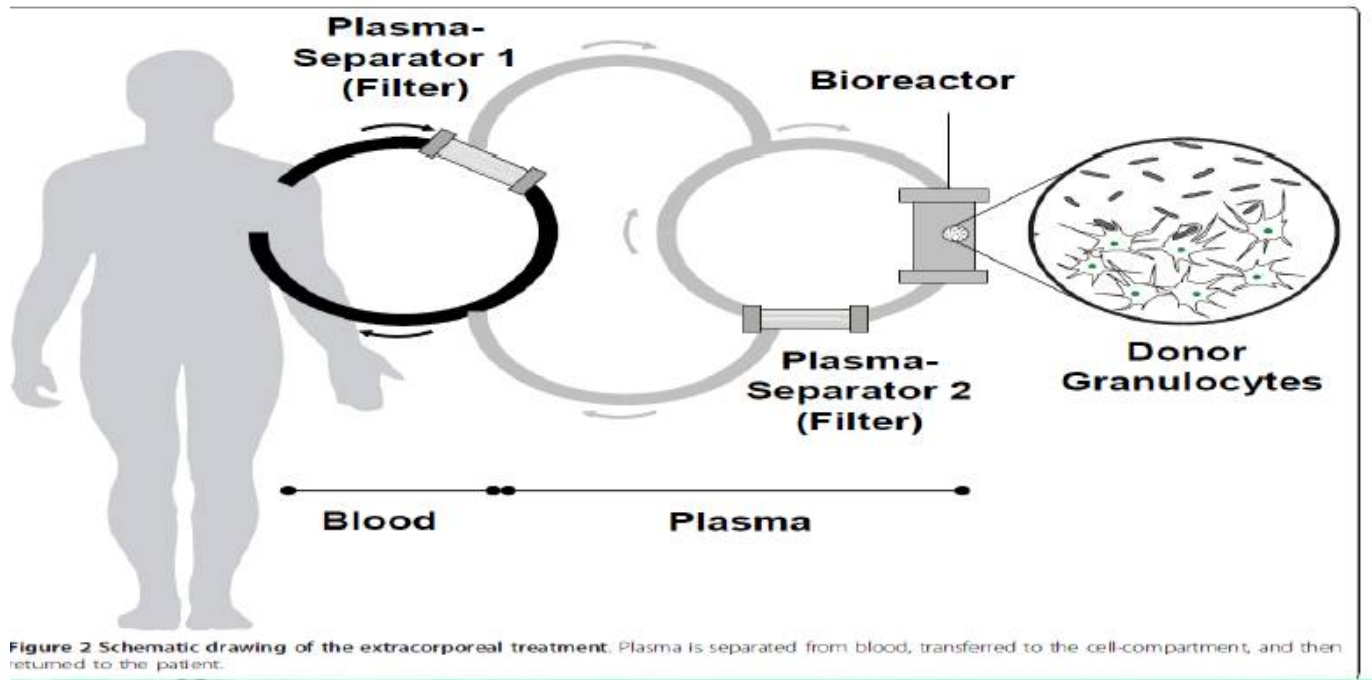 Plasma-
Separator 1
(Filter)
Bioreactor
Plasma-
Separator 2
(Filter)
Donor
Granulocytes
Blood
Plasma
Figure 2 Schematic drawing of the extracorporeal treatment. Plasma is separated from blood, transferred to the cell-compartment, and then
returned to the patient.